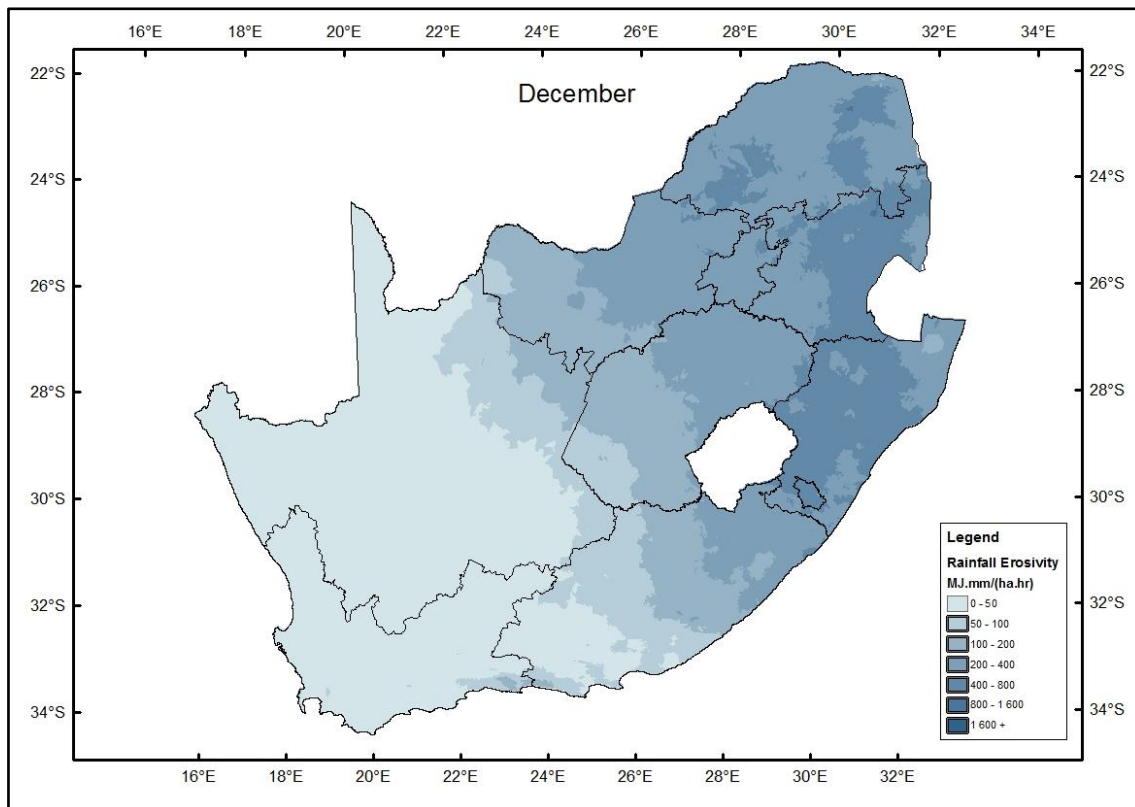 16°E 18°E 20°E 22°E 24°E 26°E 28°E 30°E 32°E
22°S 22°S
December
24°S 24°S
26°S 26°S
28°S 28°S
30°S 30°S
32°S 32°S
34°S 34°S
Legend
Rainfall Erosivity
MJ.mm/(ha.hr)
0 - 50
50 - 100
100 - 200
200 - 400
400 - 800
800 - 1 600
1 600 +
16°E 18°E 20°E 22°E 24°E 26°E 28°E 30°E 32°E